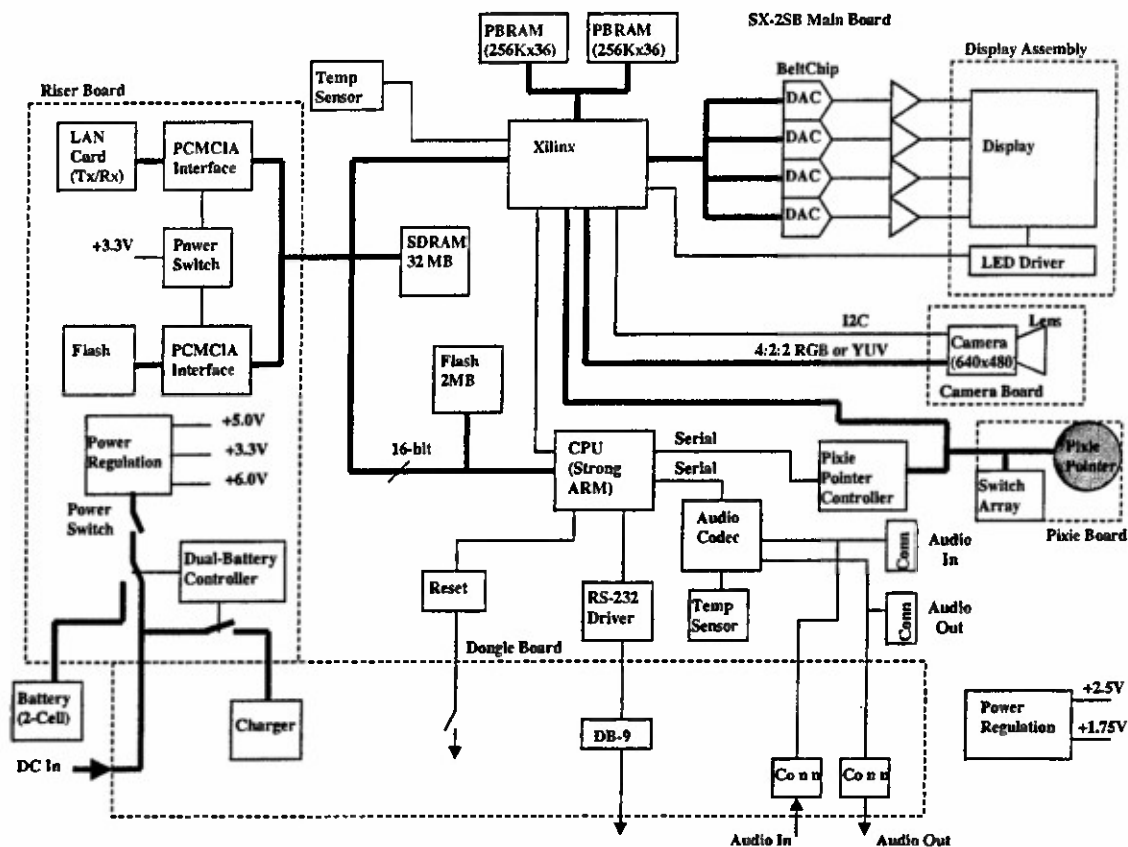 SX-2SB Main Board
PBRAM
(256Kx36)
PBRAM
(256Kx36)
Display Assembly
Temp
Sensor
BeltChip
Riser Board
DAC
DAC
DAC
DAC
Display
LED Driver
LAN
Card
(Tx/Rx)
PCMCIA
Interface
Xilinx
+3.3V
Power
Switch
SDRAM
32 MB
Flash
PCMCIA
Interface
I2C
4:2:2 RGB or YUV
Lens
Camera
(640x480)
Camera Board
Flash
2MB
Power
Regulation
+5.0V
+3.3V
+6.0V
16-bit
CPU
(Strong
ARM)
Serial
Serial
Pixie
Pointer
Controller
Pixie
Pointer
Switch
Array
Pixie Board
Power
Switch
Dual-Battery
Controller
Audio
Codec
Conn
Audio
In
Reset
RS-232
Driver
Temp
Sensor
Conn
Audio
Out
Dongle Board
Battery
(2-Cell)
Charger
DB-9
Power
Regulation
+2.5V
+1.75V
DC In
Conn
Conn
Audio In
Audio Out